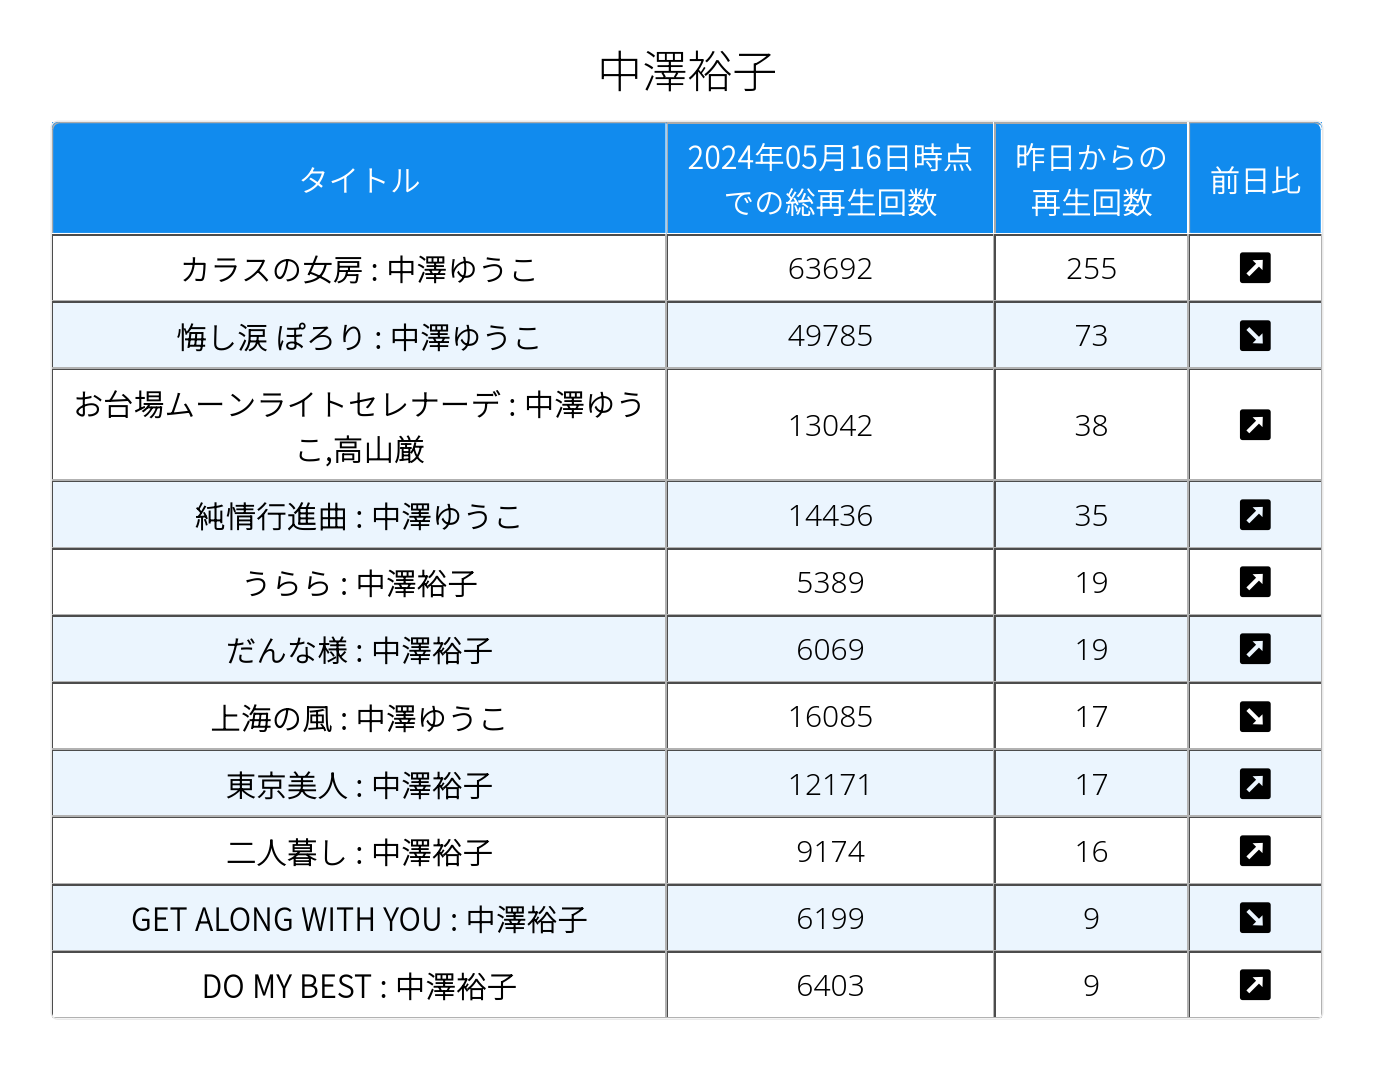 中澤裕子
タイトル
2024年05月16日時点
での総再生回数
昨日からの
再生回数
前日比
カラスの女房 : 中澤ゆうこ
63692
255
悔し涙 ぽろり : 中澤ゆうこ
49785
73
お台場ムーンライトセレナーデ : 中澤ゆう
こ,高山厳
13042
38
純情行進曲 : 中澤ゆうこ
14436
35
うらら : 中澤裕子
5389
19
だんな様 : 中澤裕子
6069
19
上海の風 : 中澤ゆうこ
16085
17
東京美人 : 中澤裕子
12171
17
二人暮し : 中澤裕子
9174
16
GET ALONG WITH YOU : 中澤裕子
6199
9
DO MY BEST : 中澤裕子
6403
9